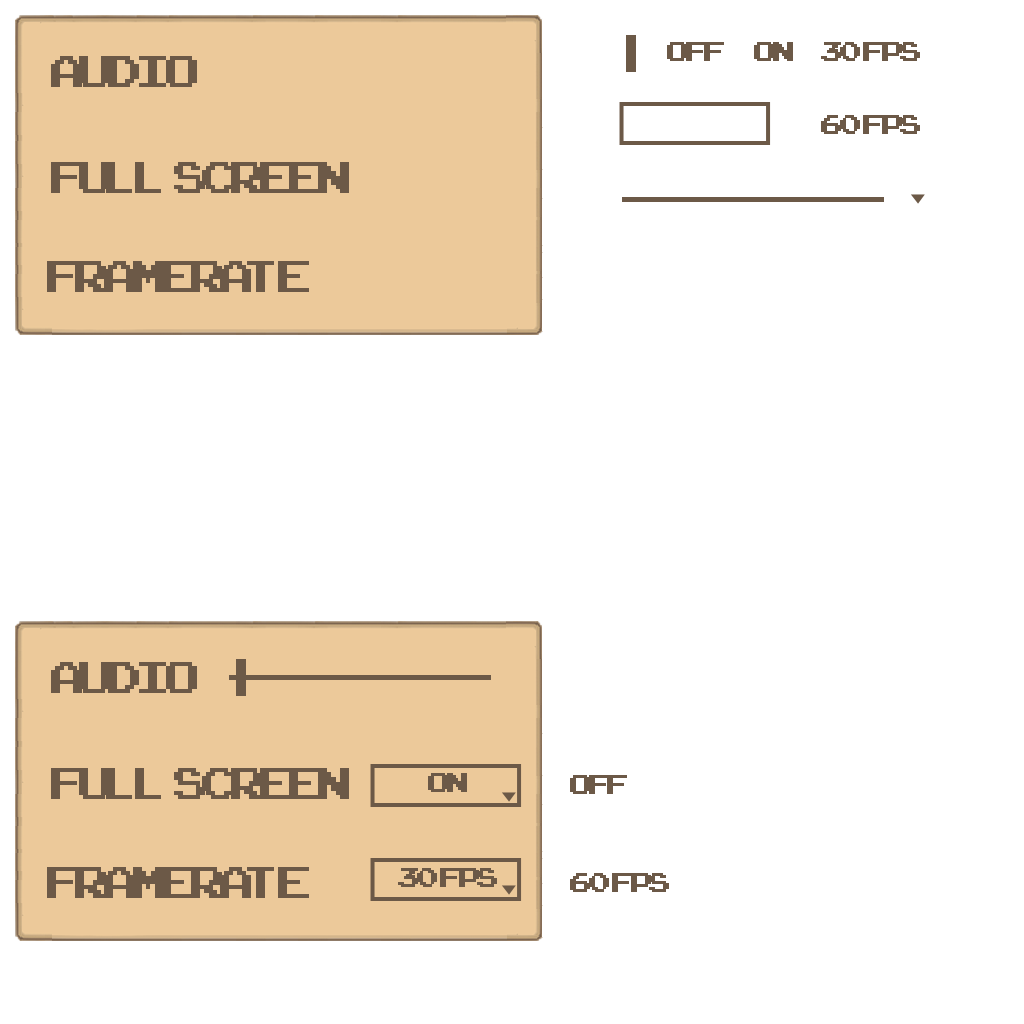 AUDIO
OFF ON 30FPS
60FPS
FULL SCREEN
FRAMERATE
AUDIO
FULL SCREEN ON OFF
FRAMERATE 30FPS 60FPS